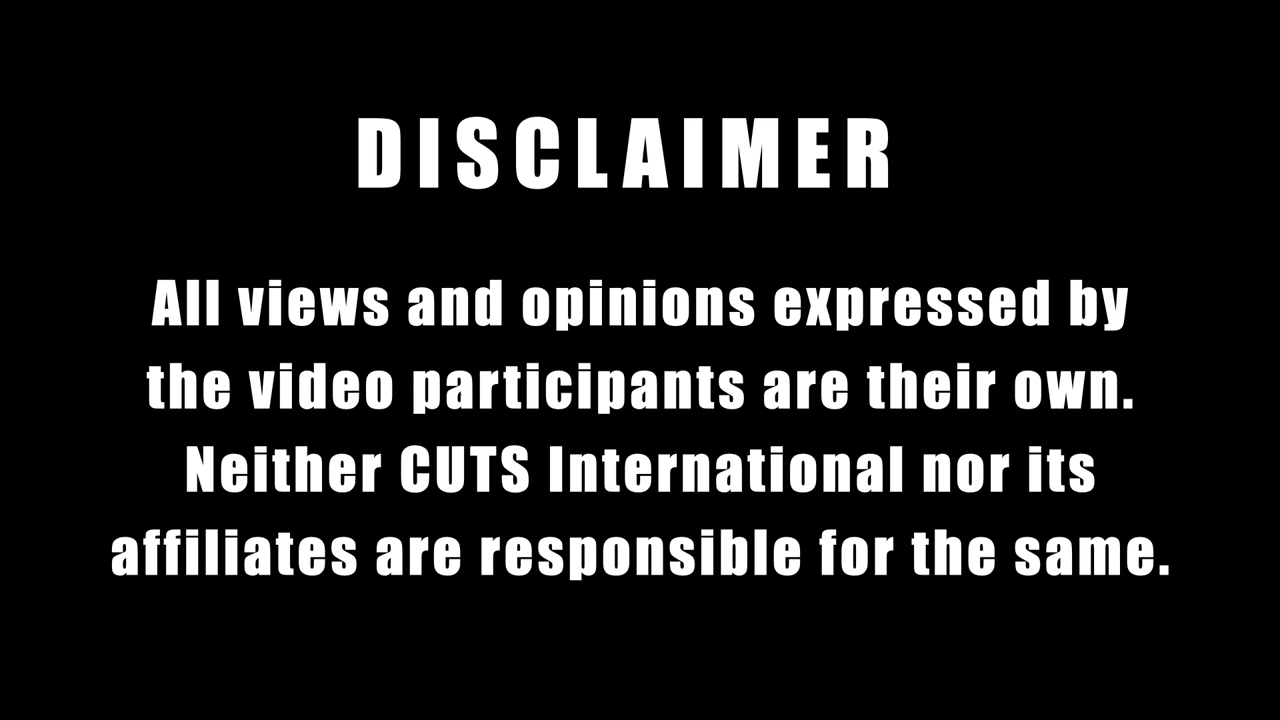 DISCLAIMER
All views and opinions expressed by
the video participants are their own.
Neither CUTS International nor its
affiliates are responsible for the same.